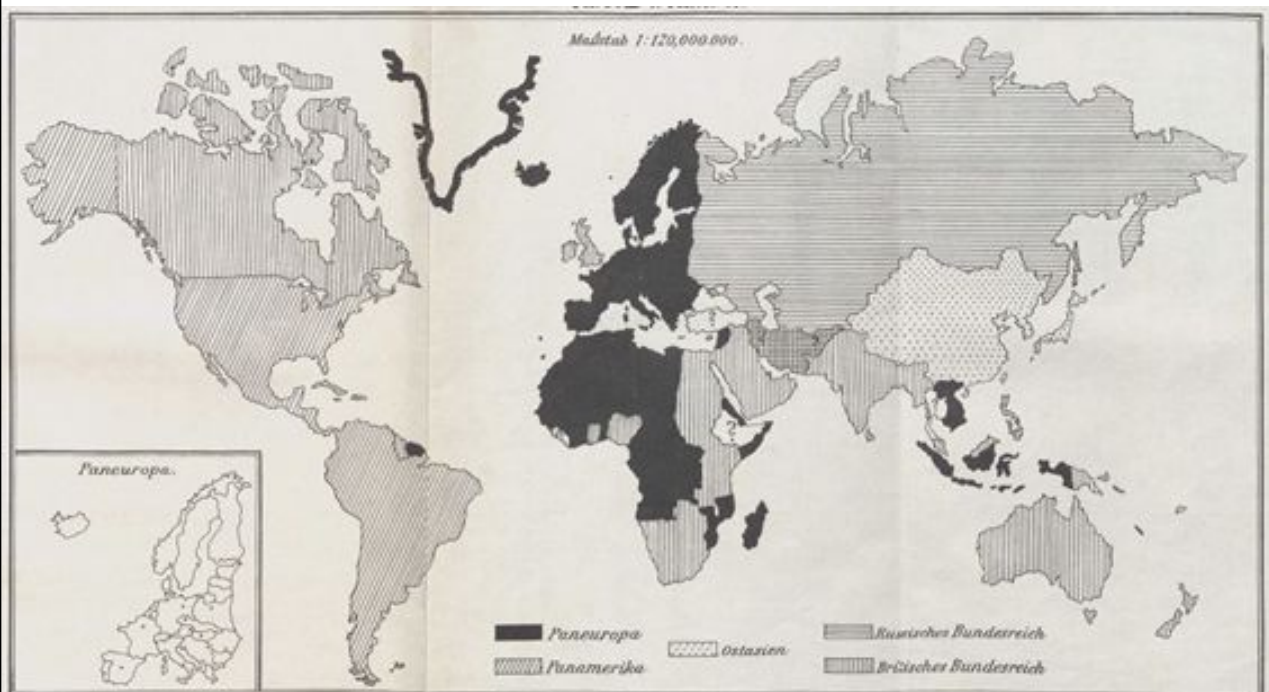 Maßstab 1:120,000.000.
?
?
Paneuropa.
Paneuropa
Panamerika
Ostasien
Russisches Bundesreich
Britisches Bundesreich